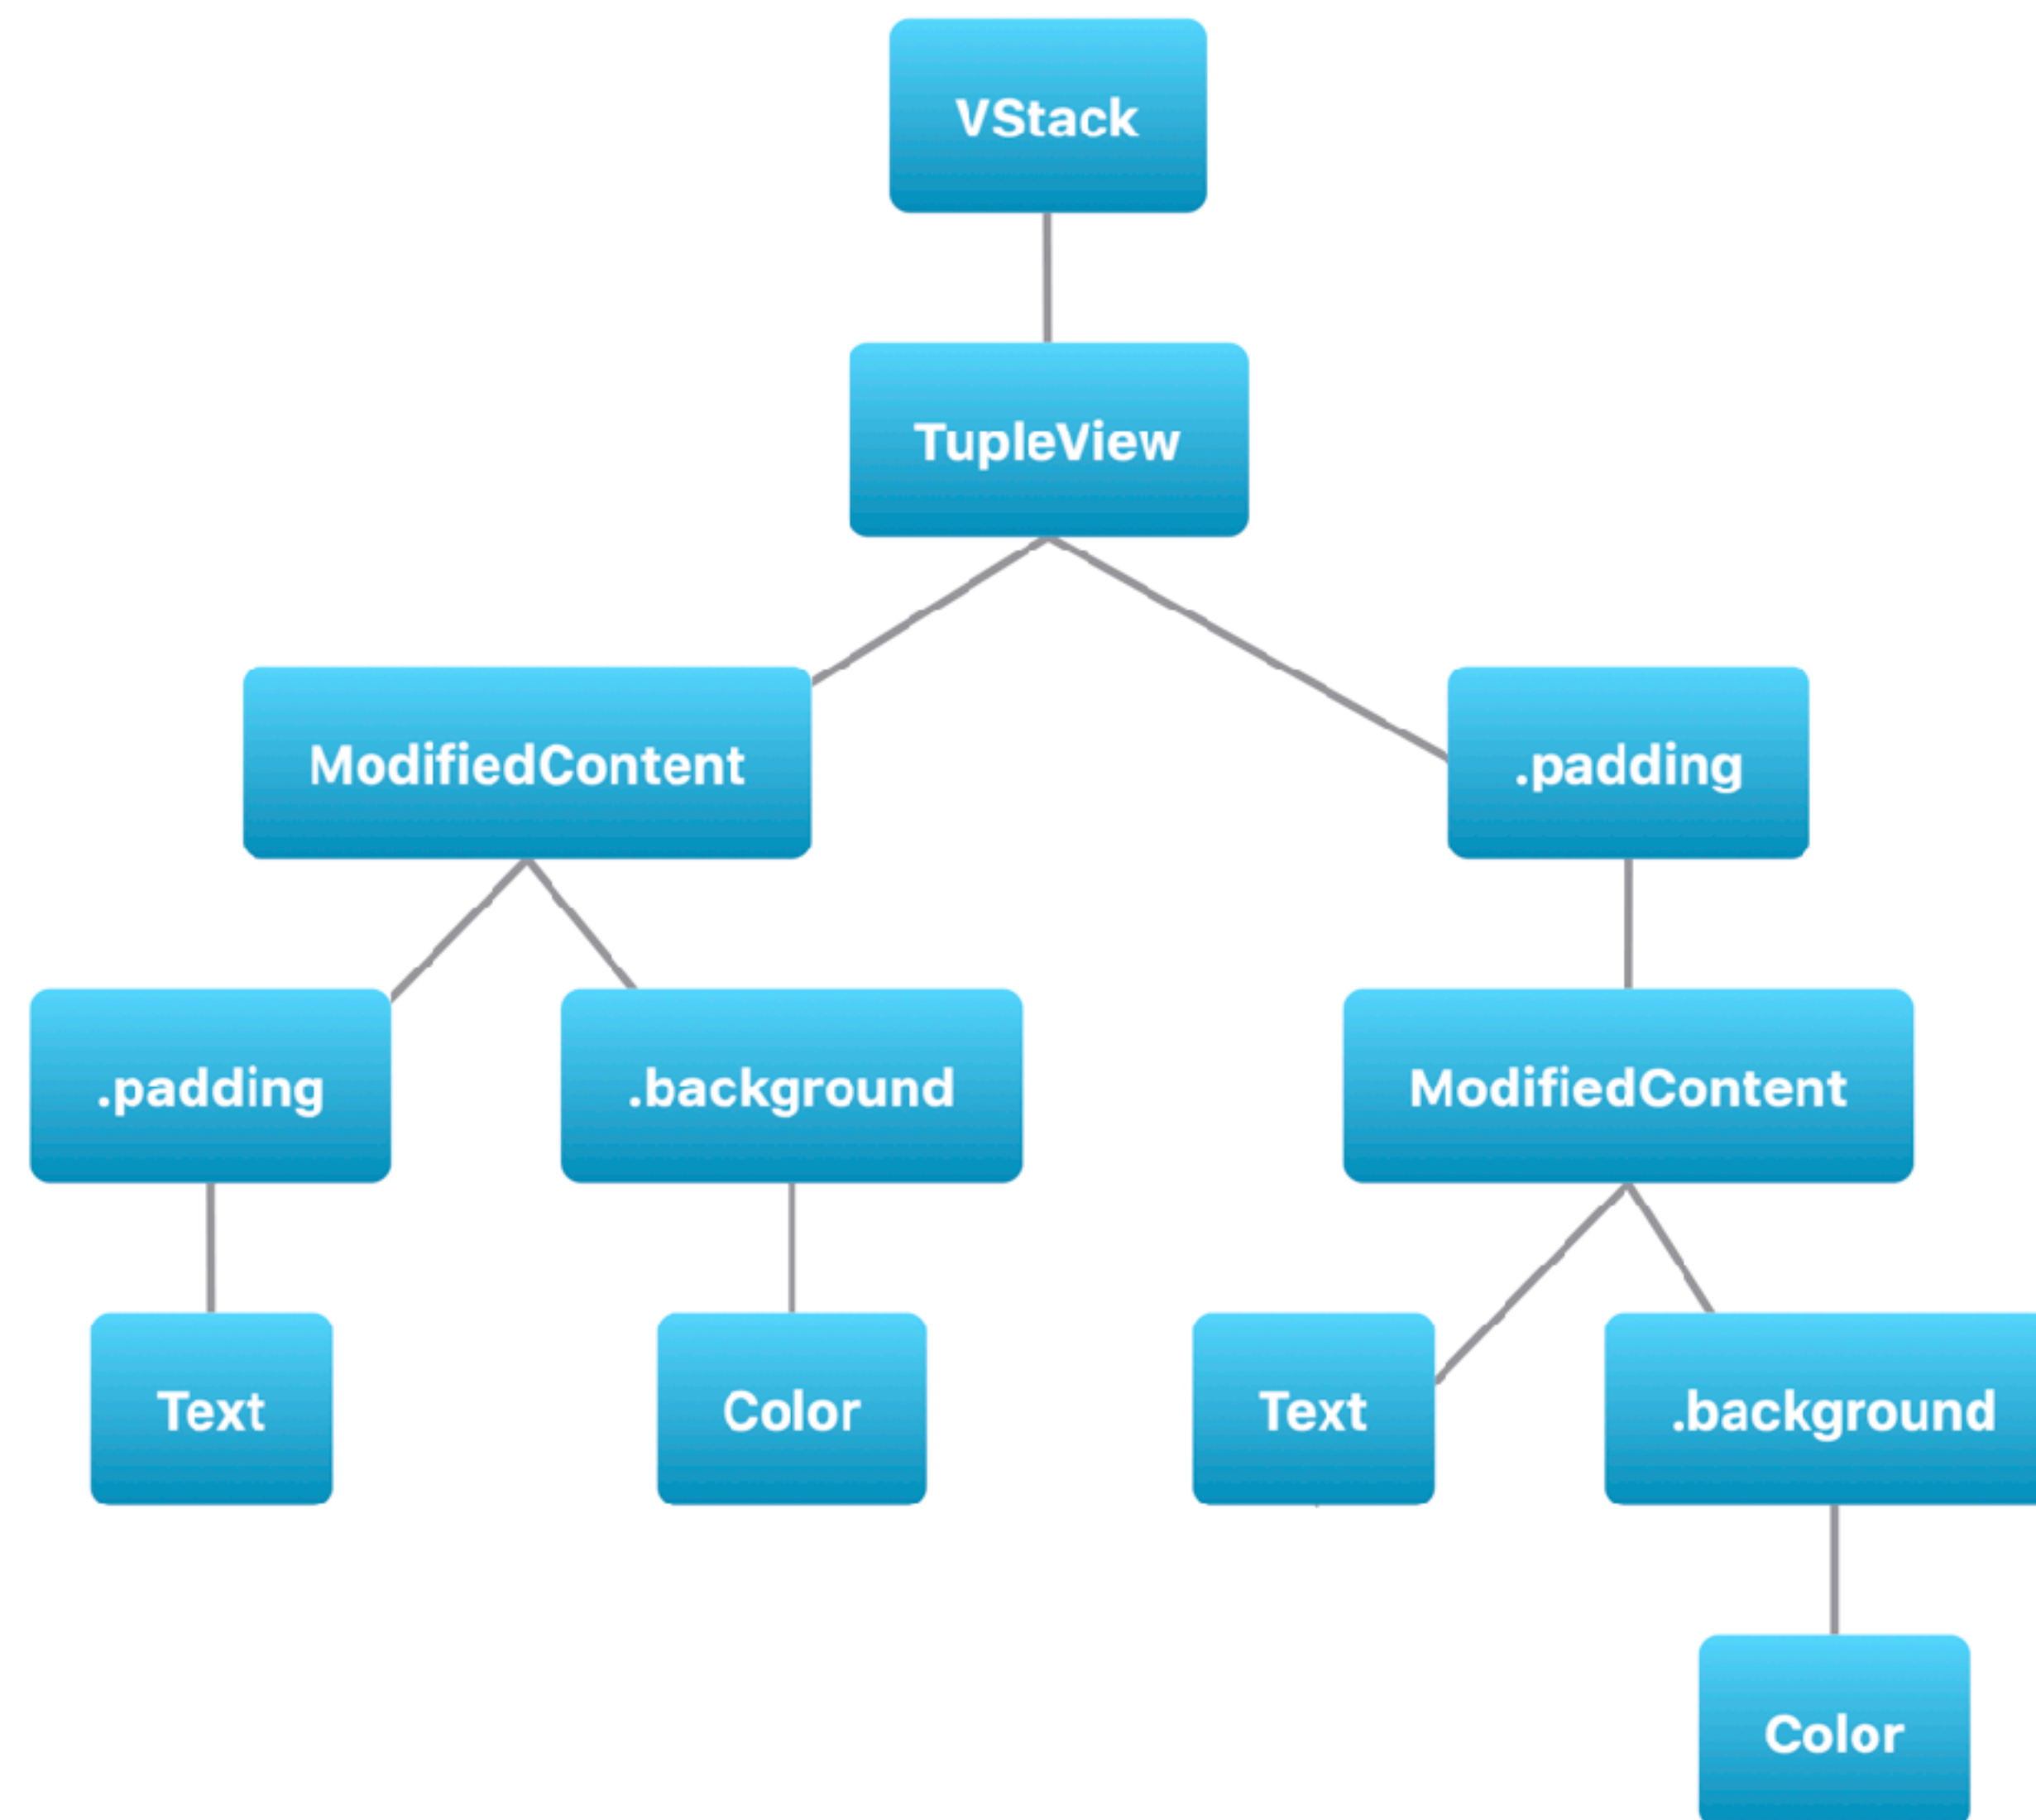 VStack
TupleView
ModifiedContent
.padding
.padding
.background
ModifiedContent
Text
Color
Text
.background
Color